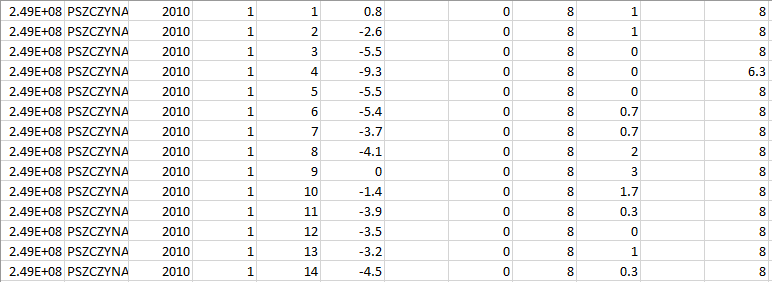 2.49E+08 PSZCZYNA 2010 1 1 0.8 0 8 1 8
2.49E+08 PSZCZYNA 2010 1 2 -2.6 0 8 1 8
2.49E+08 PSZCZYNA 2010 1 3 -5.5 0 8 0 8
2.49E+08 PSZCZYNA 2010 1 4 -9.3 0 8 0 6.3
2.49E+08 PSZCZYNA 2010 1 5 -5.5 0 8 0 8
2.49E+08 PSZCZYNA 2010 1 6 -5.4 0 8 0.7 8
2.49E+08 PSZCZYNA 2010 1 7 -3.7 0 8 0.7 8
2.49E+08 PSZCZYNA 2010 1 8 -4.1 0 8 2 8
2.49E+08 PSZCZYNA 2010 1 9 0 0 8 3 8
2.49E+08 PSZCZYNA 2010 1 10 -1.4 0 8 1.7 8
2.49E+08 PSZCZYNA 2010 1 11 -3.9 0 8 0.3 8
2.49E+08 PSZCZYNA 2010 1 12 -3.5 0 8 0 8
2.49E+08 PSZCZYNA 2010 1 13 -3.2 0 8 1 8
2.49E+08 PSZCZYNA 2010 1 14 -4.5 0 8 0.3 8